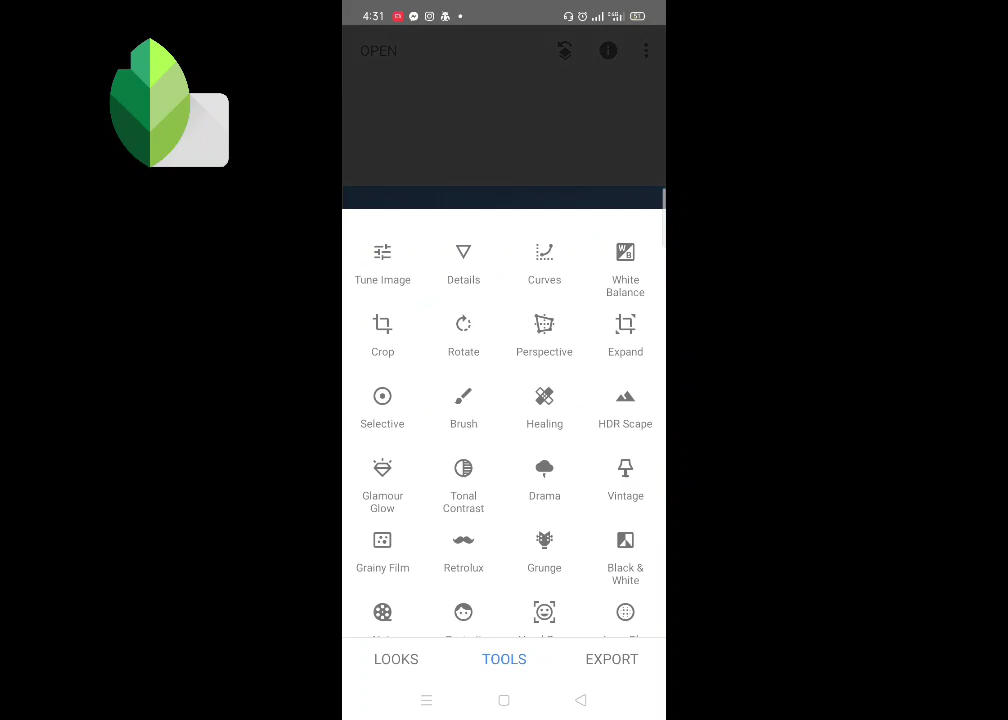 4:31
51
OPEN
Tune Image
Details
Curves
White
Balance
Crop
Rotate
Perspective
Expand
Selective
Brush
Healing
HDR Scape
Glamour
Glow
Tonal
Contrast
Drama
Vintage
Grainy Film
Retrolux
Grunge
Black &
White
LOOKS
TOOLS
EXPORT